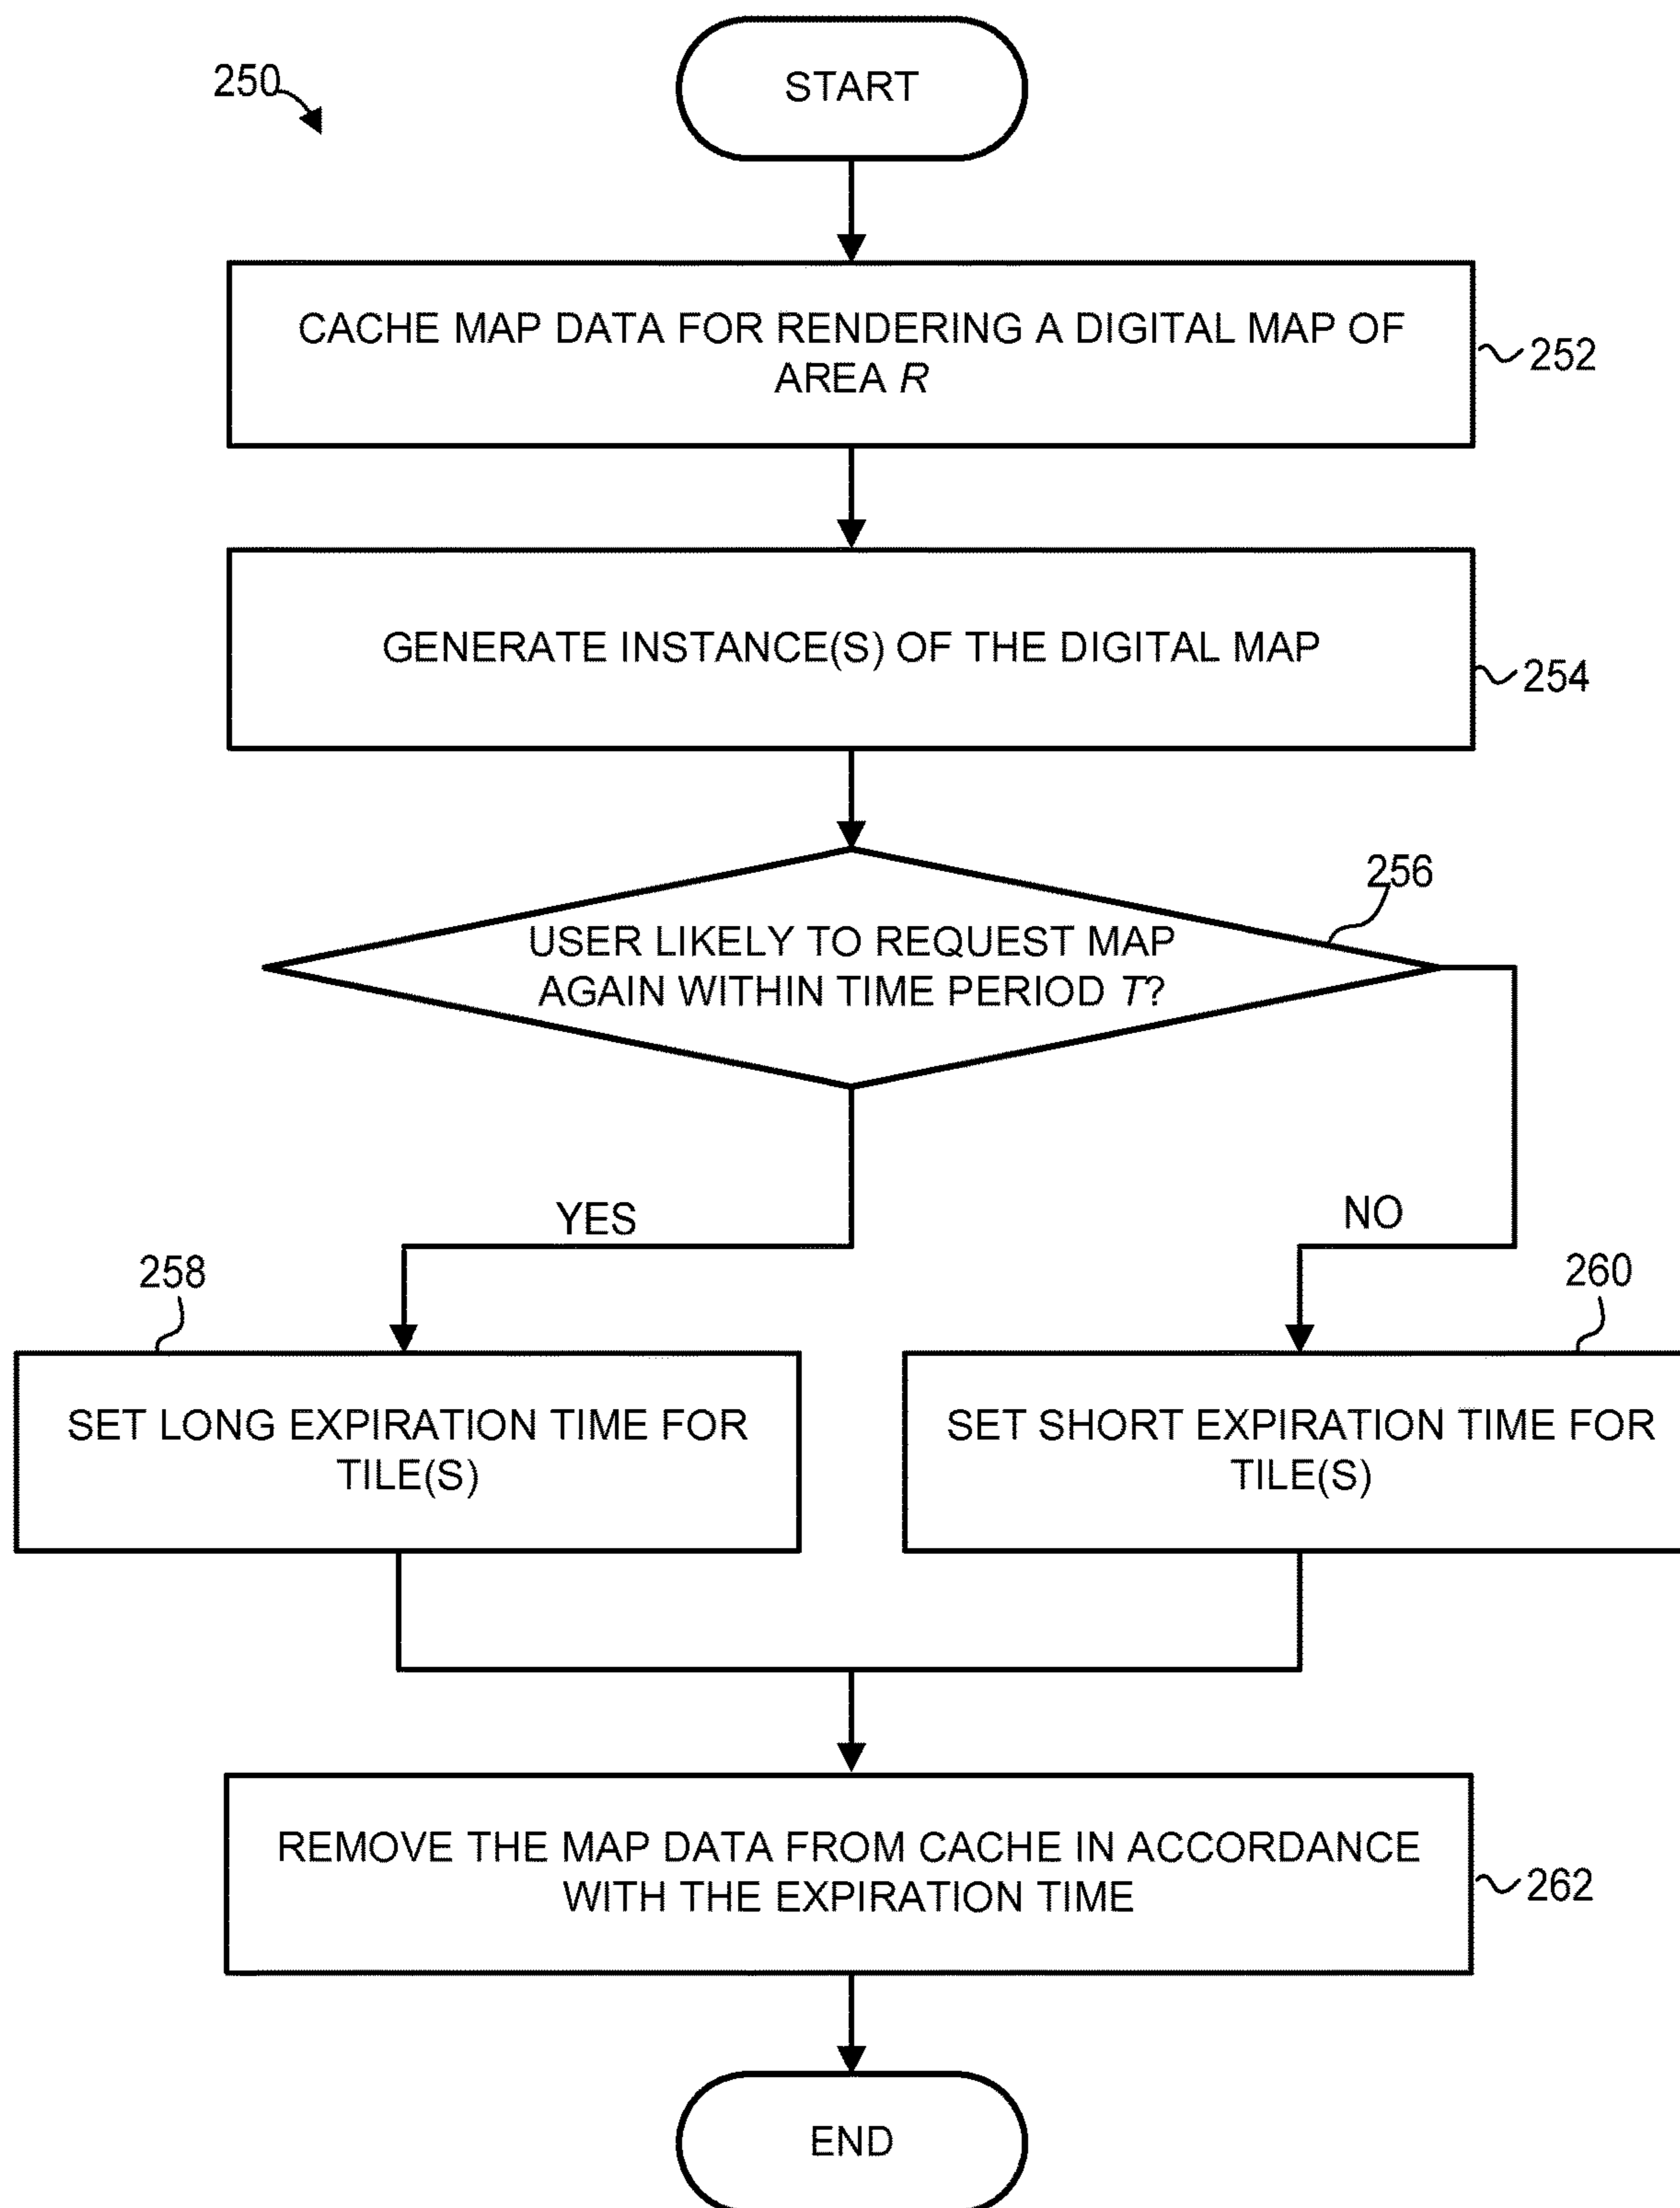 250
START
CACHE MAP DATA FOR RENDERING A DIGITAL MAP OF
AREA R
252
GENERATE INSTANCE(S) OF THE DIGITAL MAP
254
256
USER LIKELY TO REQUEST MAP
AGAIN WITHIN TIME PERIOD T?
YES
NO
258
260
SET LONG EXPIRATION TIME FOR
TILE(S)
SET SHORT EXPIRATION TIME FOR
TILE(S)
REMOVE THE MAP DATA FROM CACHE IN ACCORDANCE
WITH THE EXPIRATION TIME
262
END